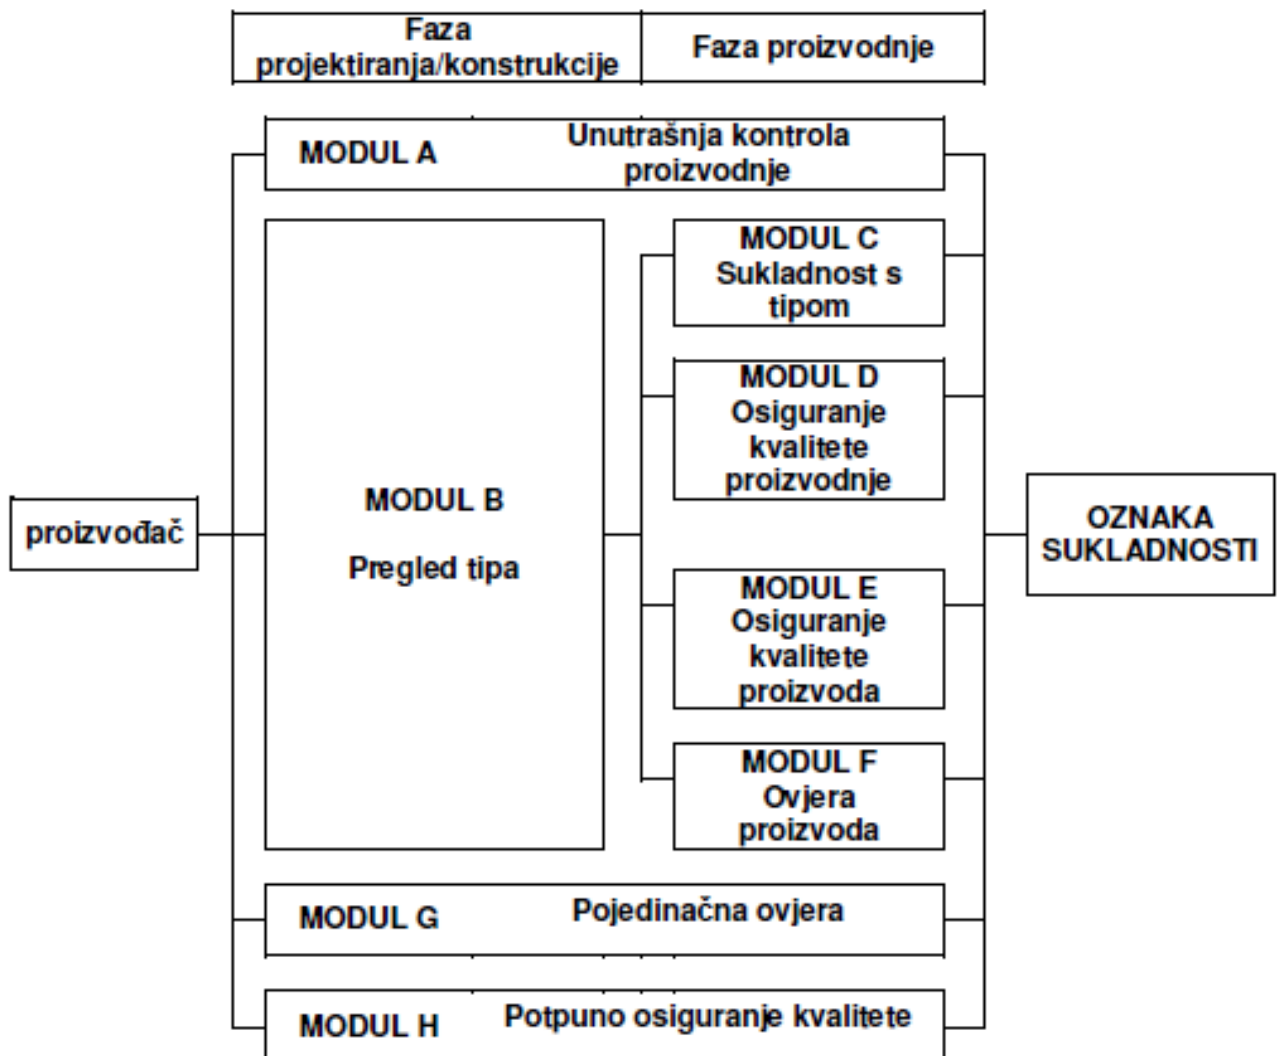 Faza
projektiranja/konstrukcije
Faza proizvodnje
MODUL A
Unutrašnja kontrola
proizvodnje
MODUL B
Pregled tipa
MODUL C
Sukladnost s
tipom
MODUL D
Osiguranje
kvalitete
proizvodnje
proizvođač
MODUL E
Osiguranje
kvalitete
proizvoda
MODUL F
Ovjera
proizvoda
OZNAKA
SUKLADNOSTI
MODUL G
Pojedinačna ovjera
MODUL H
Potpuno osiguranje kvalitete